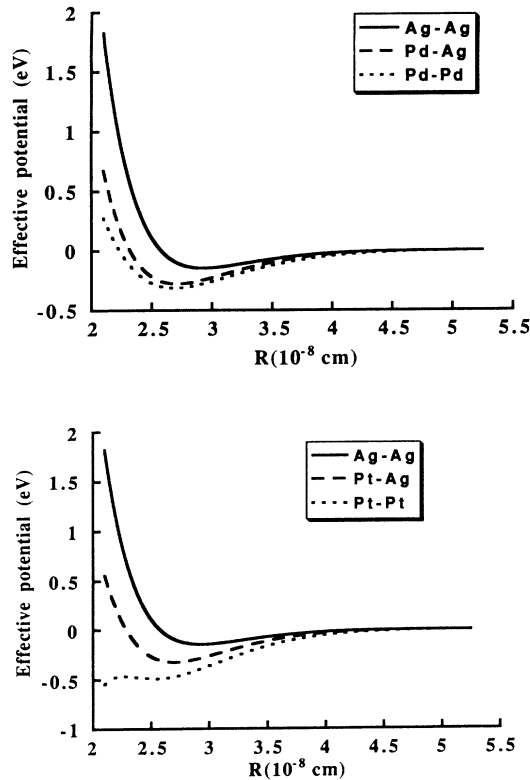 2
1.5
1
0.5
0
-0.5
Effective potential (eV)
Ag-Ag
Pd-Ag
Pd-Pd
2 2.5 3 3.5 4 4.5 5 5.5
R(10⁻⁸ cm)
2
1.5
1
0.5
0
-0.5
-1
Effective potential (eV)
Ag-Ag
Pt-Ag
Pt-Pt
2 2.5 3 3.5 4 4.5 5 5.5
R(10⁻⁸ cm)